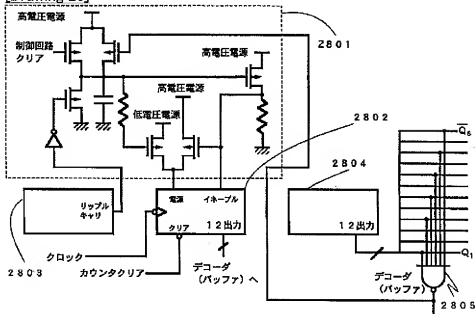 高電圧電源
2801
制御回路
クリア
高電圧電源
高電圧電源
低電圧電源
2802
2804
Q6
リップル
キャリ
電源 イネーブル
クリア 12出力
12出力
Q1
クロック
カウンタクリア
デコーダ
(バッファ)へ
デコーダ
(バッファ)
2803
2805